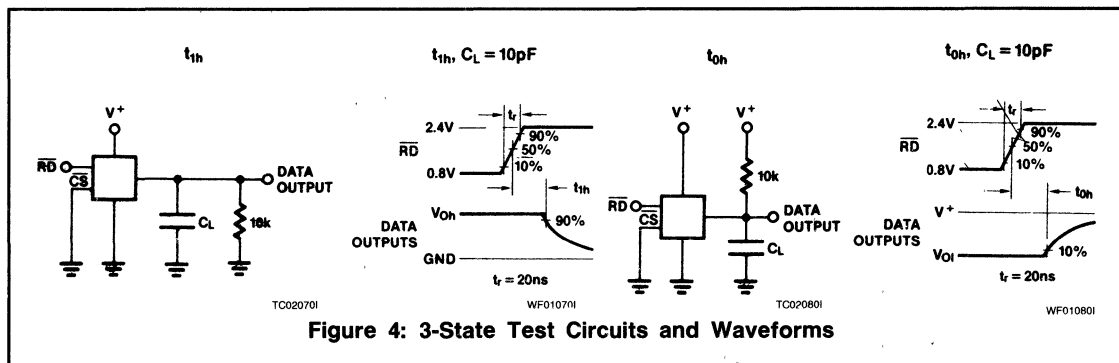 t1h
V+
RD
CS
CL
10k
DATA
OUTPUT
TC02070I
t1h, CL = 10pF
tr
2.4V
RD
0.8V
90%
50%
10%
t1h
VOh
DATA
OUTPUTS
GND
90%
tr = 20ns
WF01070I
t0h
V+
V+
10k
RD
CS
DATA
OUTPUT
CL
TC02080I
t0h, CL = 10pF
tr
2.4V
RD
0.8V
90%
50%
10%
t0h
V+
DATA
OUTPUTS
VOl
10%
tr = 20ns
WF01080I
Figure 4: 3-State Test Circuits and Waveforms